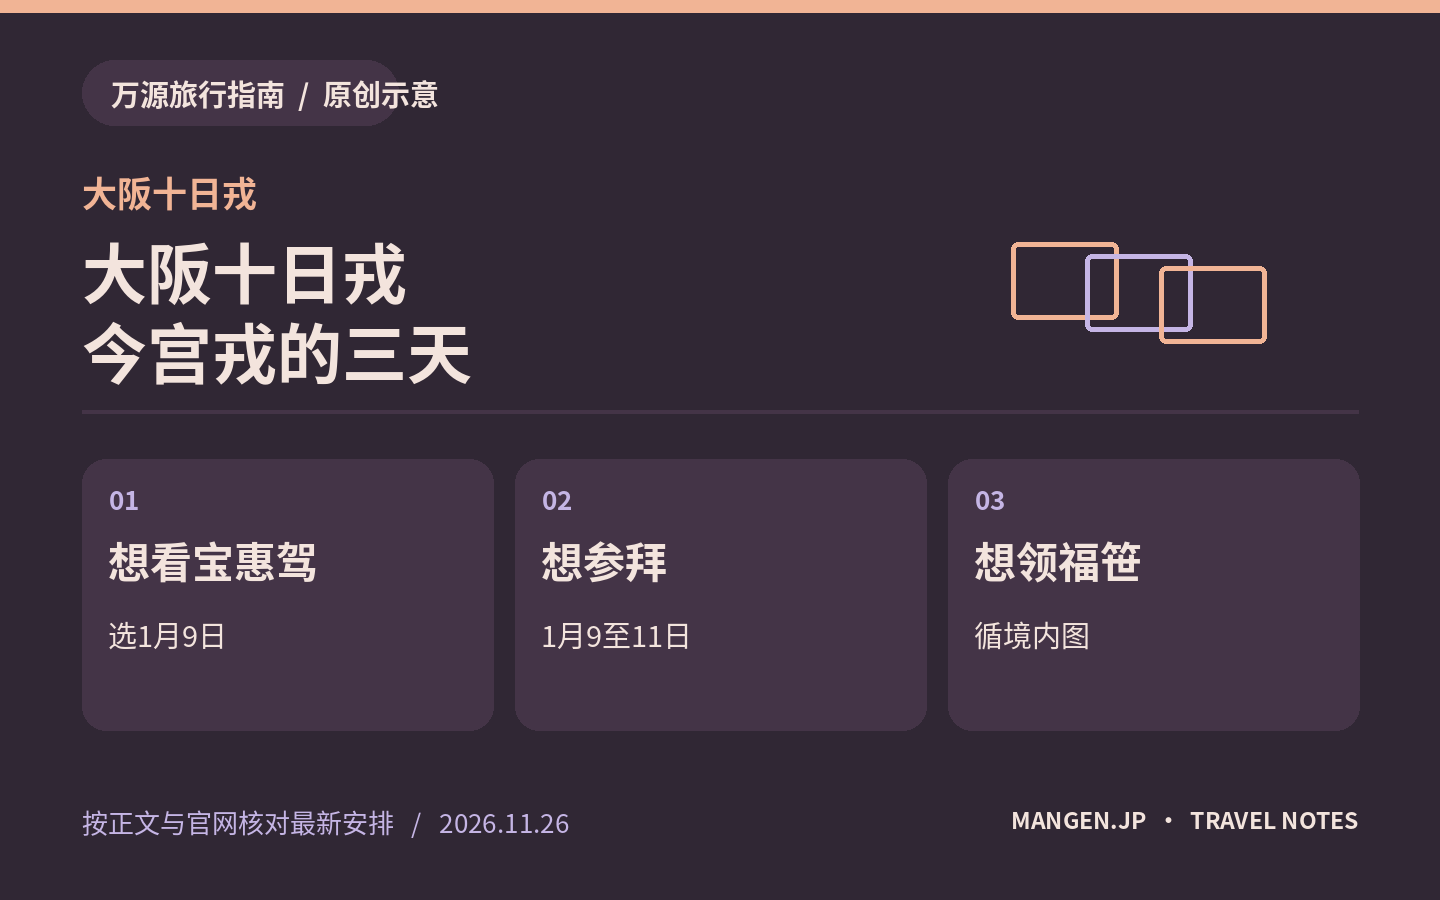 万源旅行指南 / 原创示意
大阪十日戎
大阪十日戎
今宫戎的三天
01
想看宝惠驾
选1月9日
02
想参拜
1月9至11日
03
想领福笹
循境内图
按正文与官网核对最新安排 / 2026.11.26
MANGEN.JP • TRAVEL NOTES